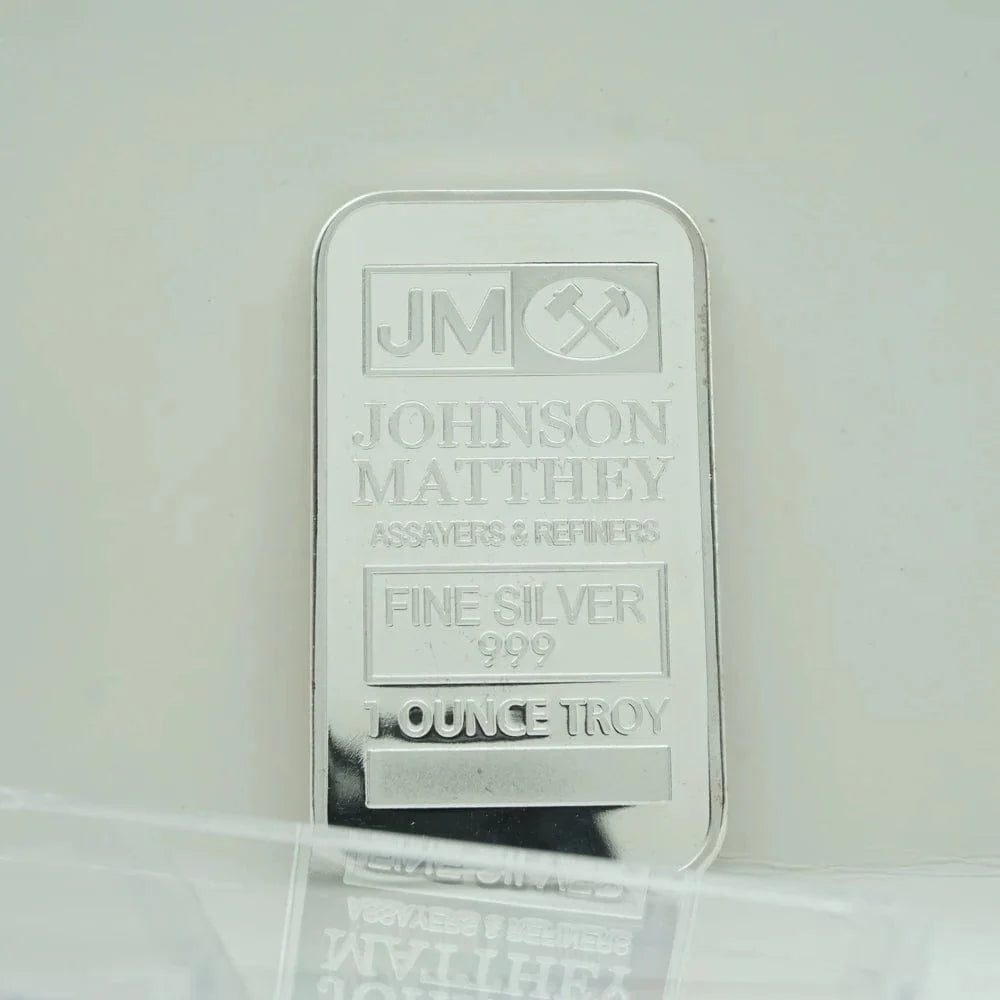 JM
JOHNSON
MATTHEY
ASSAYERS & REFINERS
FINE SILVER
999
1 OUNCE TROY